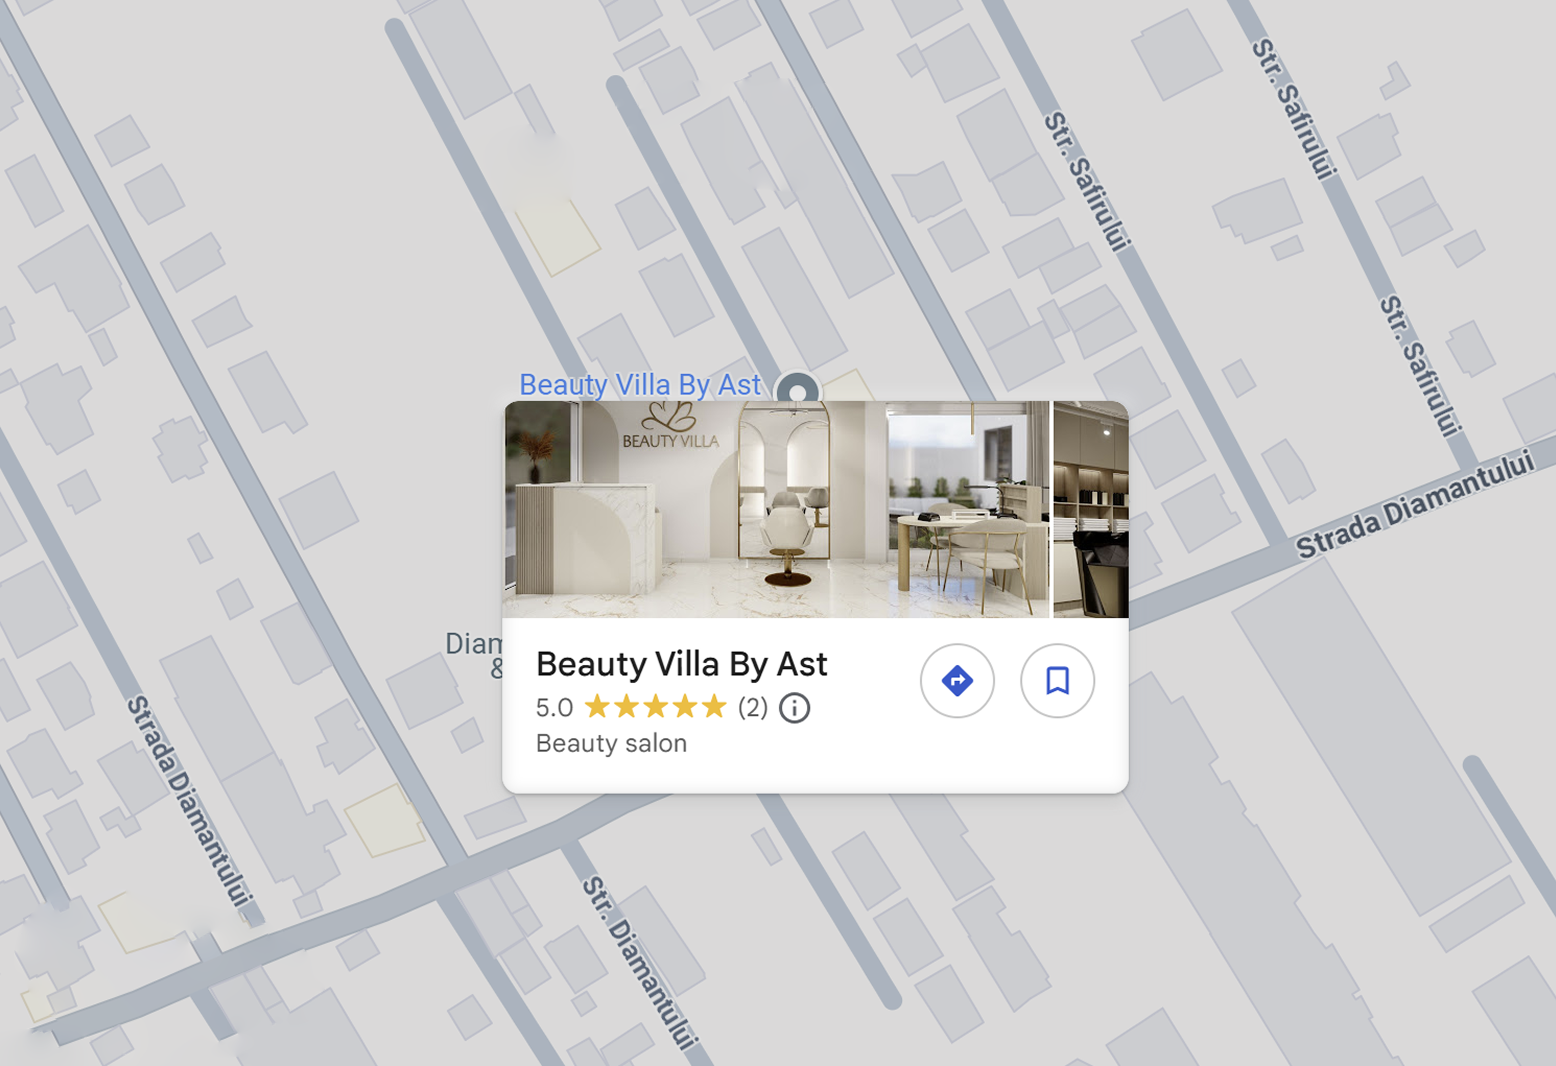 Str. Safirului
Str. Safirului
Str. Safirului
Beauty Villa By Ast
BEAUTY VILLA
Strada Diamantului
Diam
&
Beauty Villa By Ast
5.0 (2)
Beauty salon
Strada Diamantului
Str. Diamantului